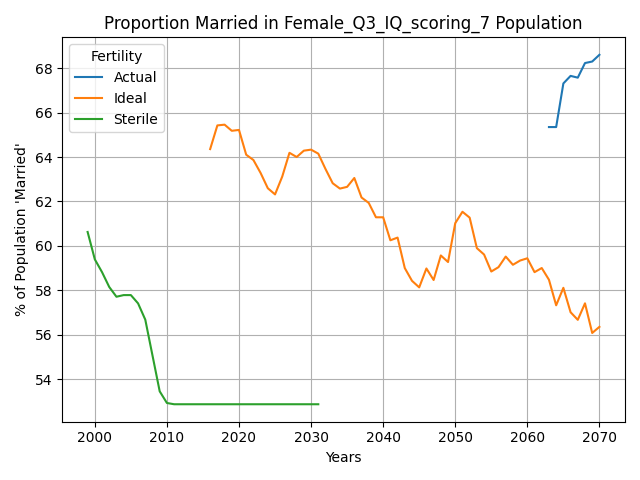 Proportion Married in Female_Q3_IQ_scoring_7 Population
Fertility
Actual
Ideal
Sterile
% of Population 'Married'
68
66
64
62
60
58
56
54
2000 2010 2020 2030 2040 2050 2060 2070
Years